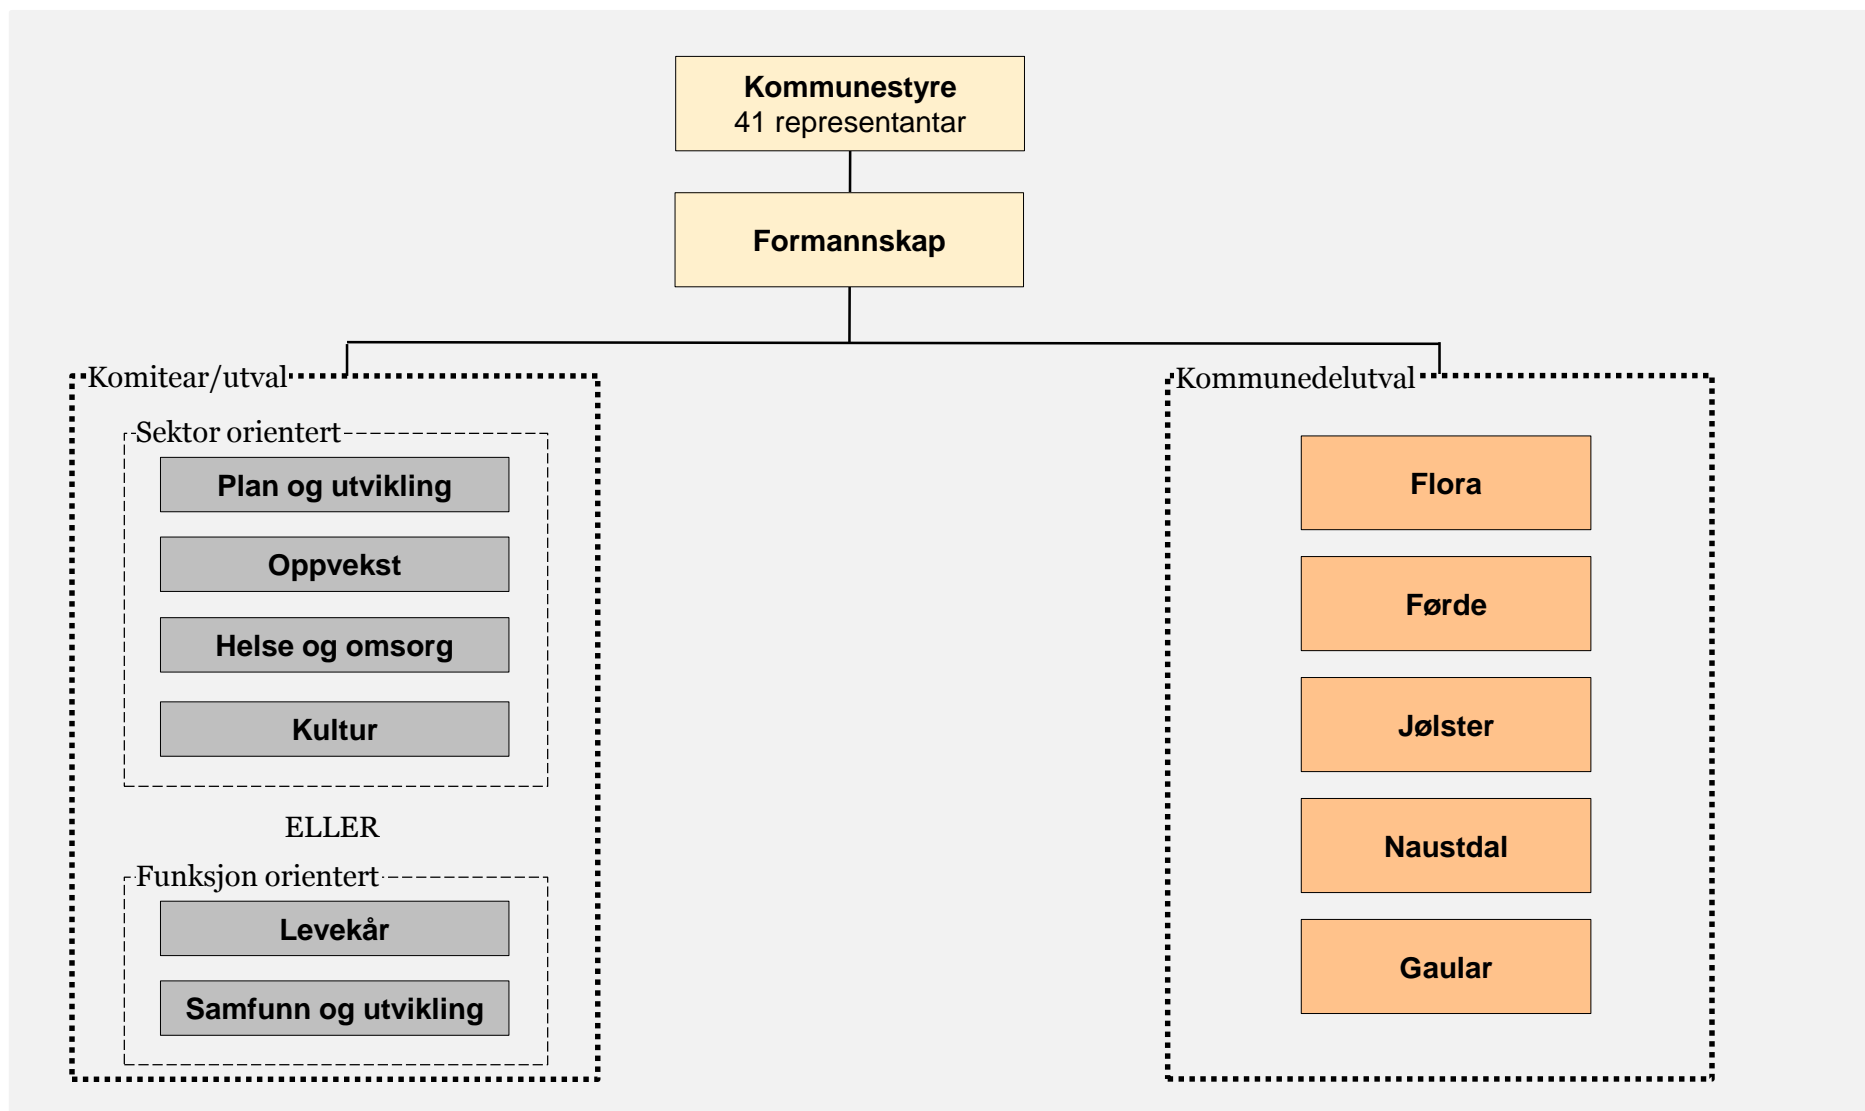 Kommunestyre
41 representantar
Formannskap
Komitear/utval
Sektor orientert
Plan og utvikling
Oppvekst
Helse og omsorg
Kultur
ELLER
Funksjon orientert
Levekår
Samfunn og utvikling
Kommunedelutval
Flora
Førde
Jølster
Naustdal
Gaular